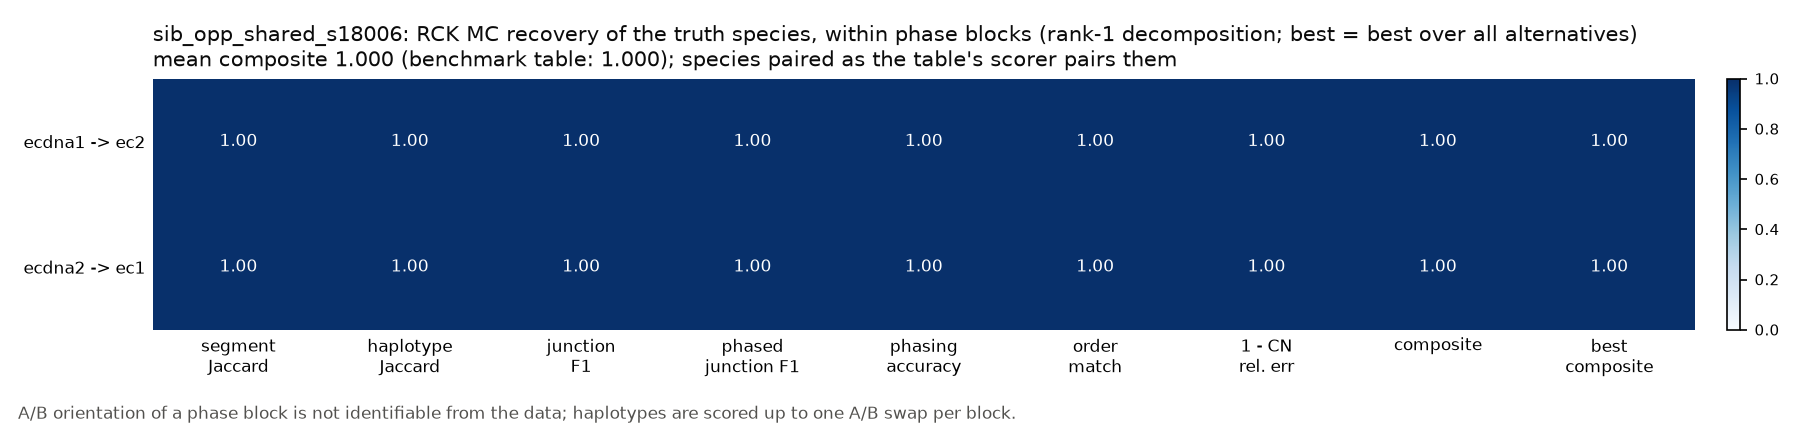 sib_opp_shared_s18006: RCK MC recovery of the truth species, within phase blocks (rank-1 decomposition; best = best over all alternatives)
mean composite 1.000 (benchmark table: 1.000); species paired as the table's scorer pairs them
ecdna1 -> ec2
1.00 1.00 1.00 1.00 1.00 1.00 1.00 1.00 1.00
ecdna2 -> ec1
1.00 1.00 1.00 1.00 1.00 1.00 1.00 1.00 1.00
segment
Jaccard
haplotype
Jaccard
junction
F1
phased
junction F1
phasing
accuracy
order
match
1 - CN
rel. err
composite
best
composite
1.0
0.8
0.6
0.4
0.2
0.0
A/B orientation of a phase block is not identifiable from the data; haplotypes are scored up to one A/B swap per block.